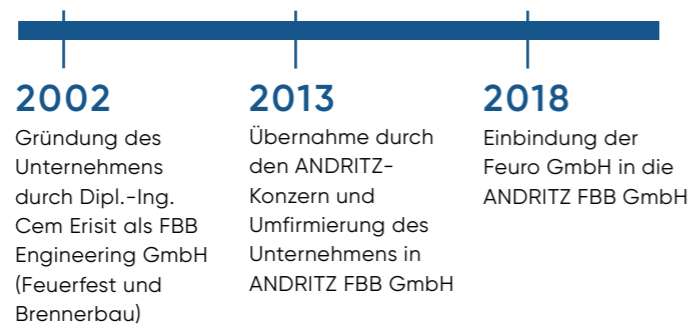 2002
Gründung des
Unternehmens
durch Dipl.-Ing.
Cem Erisit als FBB
Engineering GmbH
(Feuerfest und
Brennerbau)
2013
Übernahme durch
den ANDRITZ-
Konzern und
Umfirmierung des
Unternehmens in
ANDRITZ FBB GmbH
2018
Einbindung der
Feuro GmbH in die
ANDRITZ FBB GmbH